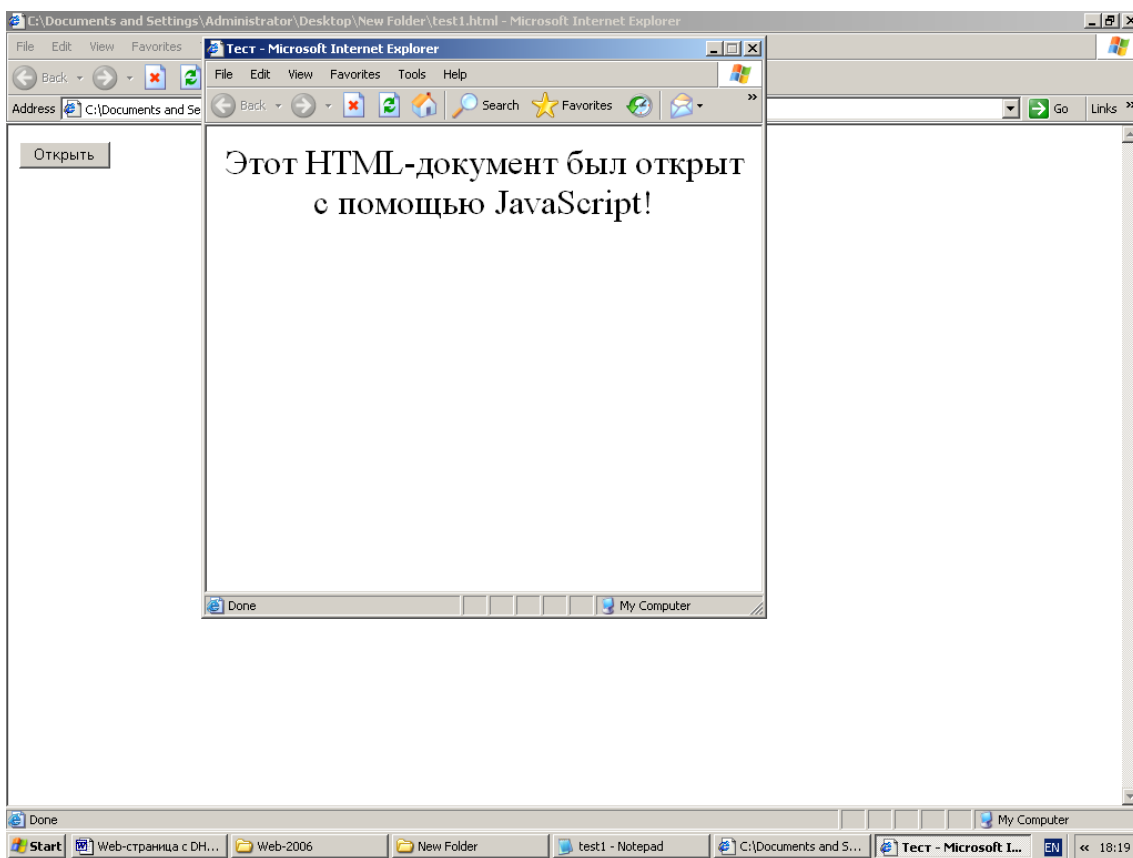 C:\Documents and Settings\Administrator\Desktop\New Folder\test1.html - Microsoft Internet Explorer
File Edit View Favorites
Back
Address C:\Documents and Se
Go Links »
Открыть
Тест - Microsoft Internet Explorer
File Edit View Favorites Tools Help
Back Search Favorites »
Этот HTML-документ был открыт
с помощью JavaScript!
Done My Computer
Done My Computer
Start Web-страница с DH... Web-2006 New Folder test1 - Notepad C:\Documents and S... Тест - Microsoft I... EN « 18:19